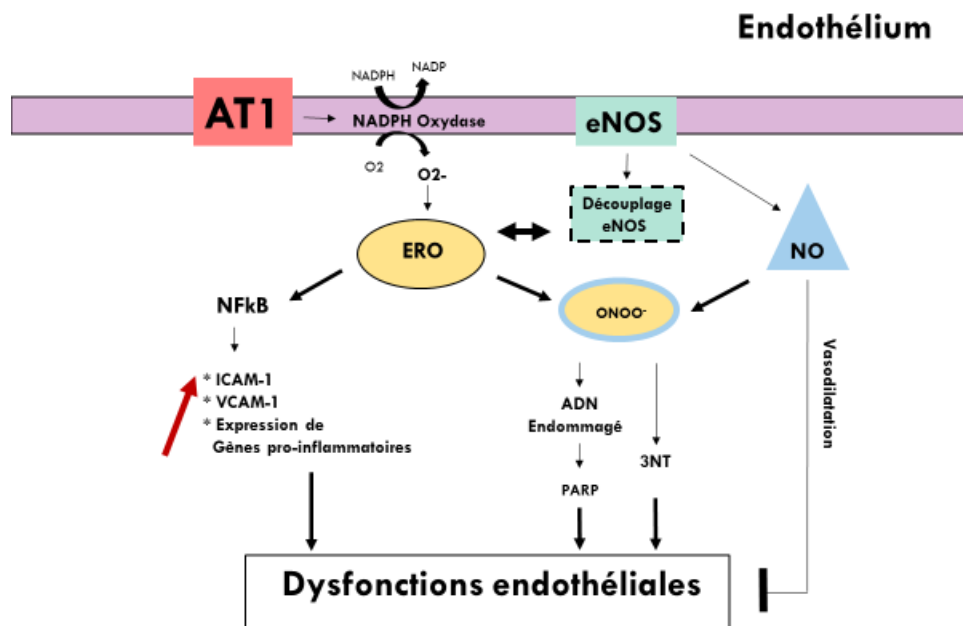 Endothélium
NADPH
NADP
AT1
NADPH Oxydase
eNOS
O2
O2-
Découplage
eNOS
ERO
NO
NFkB
ONOO-
Vasodilatation
* ICAM-1
* VCAM-1
* Expression de
Gènes pro-inflammatoires
ADN
Endommagé
3NT
PARP
Dysfonctions endothéliales